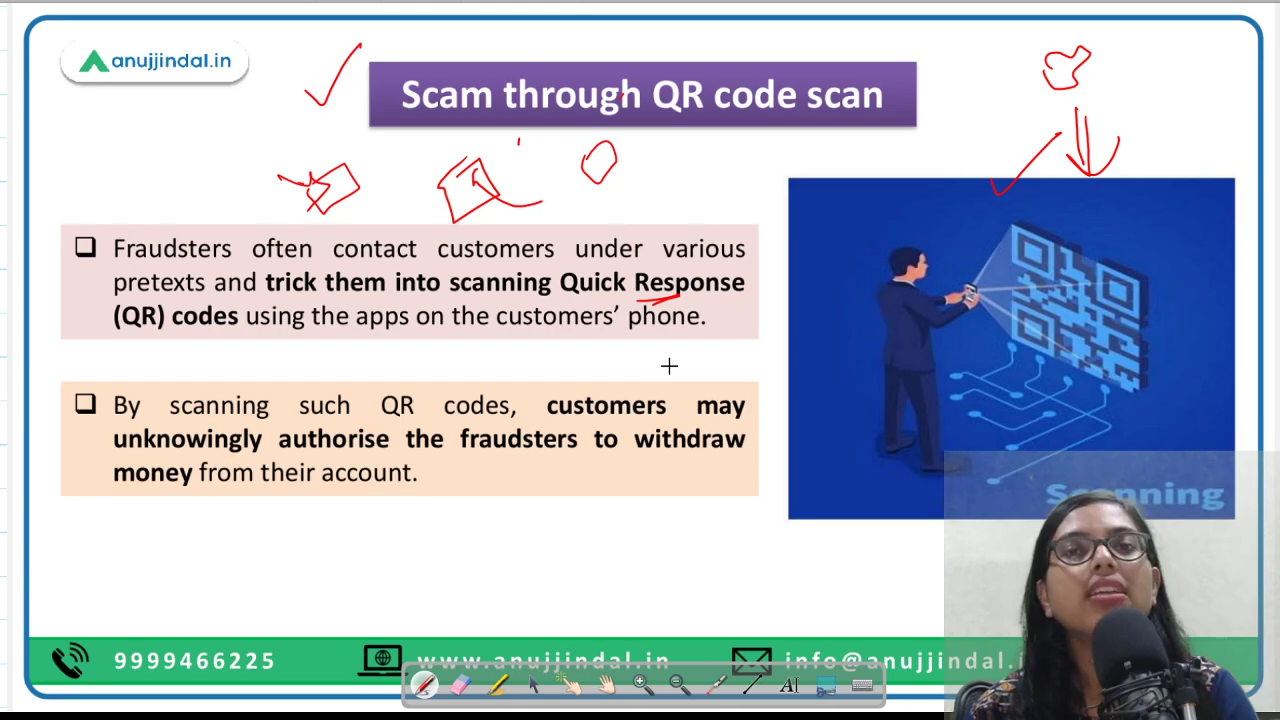 anujjindal.in
Scam through QR code scan
Fraudsters often contact customers under various
pretexts and trick them into scanning Quick Response
(QR) codes using the apps on the customers' phone.
By scanning such QR codes, customers may
unknowingly authorise the fraudsters to withdraw
money from their account.
Scanning
9999466225
www.anujjindal.in
info@anujjindal.i
AI